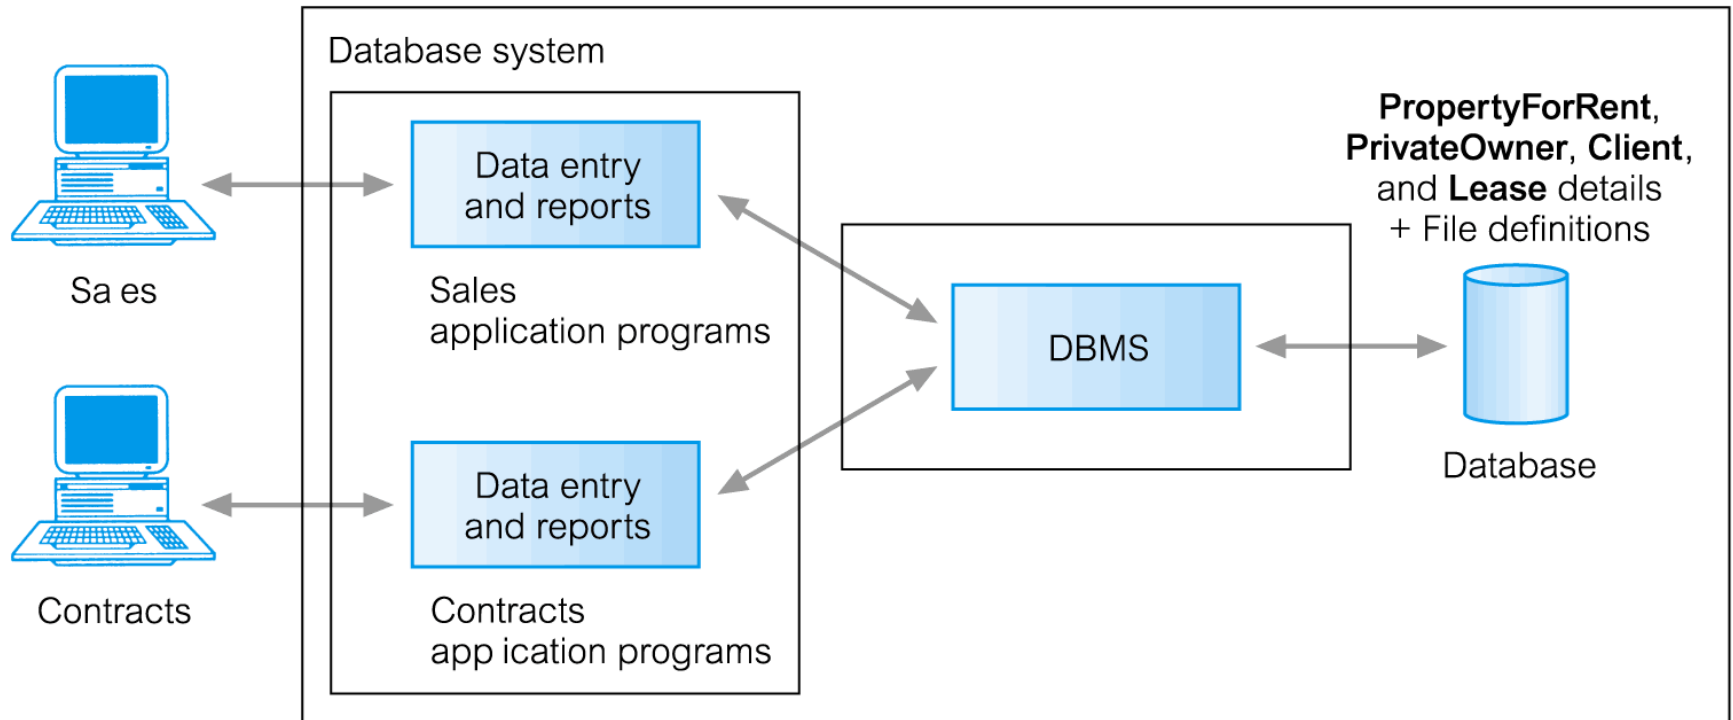 Database system
PropertyForRent,
PrivateOwner, Client,
and Lease details
+ File definitions
Data entry
and reports
Sa es
Sales
application programs
DBMS
Database
Data entry
and reports
Contracts
Contracts
app ication programs